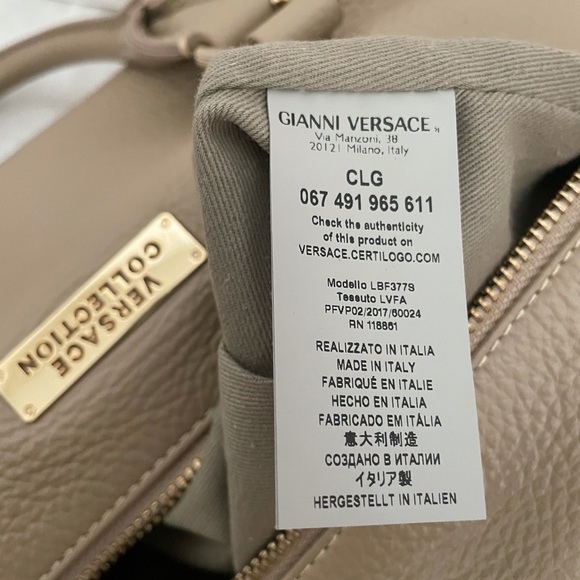 GIANNI VERSACE
Via Manzoni, 38
20121 Milano, Italy
CLG
067 491 965 611
Check the authenticity
of this product on
VERSACE.CERTILOGO.COM
Modello LBF377S
Tessuto LVFA
PFVP02/2017/60024
RN 118861
REALIZZATO IN ITALIA
MADE IN ITALY
FABRIQUÉ EN ITALIE
HECHO EN ITALIA
FABRICADO EM ITÂLIA
意大利制造
СОЗДАНО В ИТАЛИИ
イタリア製
HERGESTELLT IN ITALIEN
VERSACE
COLLECTION